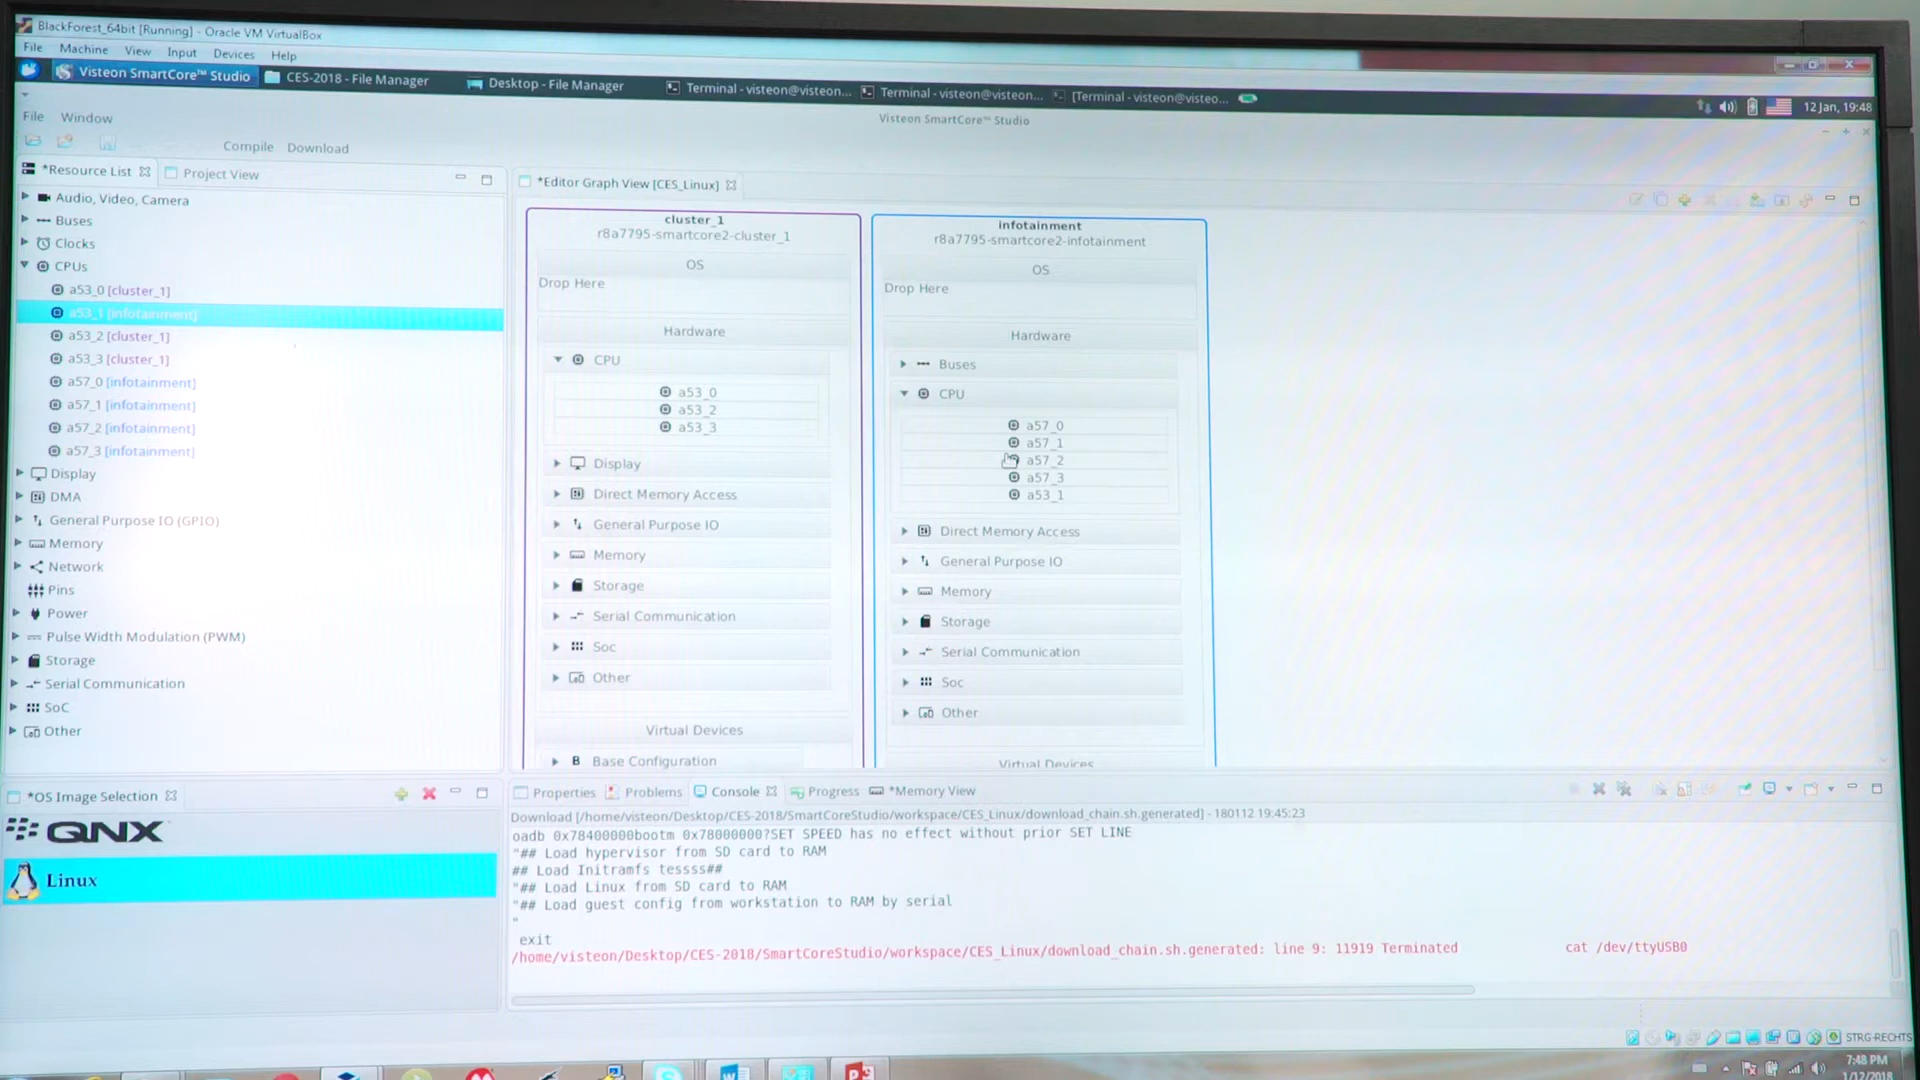 BlackForest_64bit [Running] - Oracle VM VirtualBox
File Machine View Input Devices Help
Visteon SmartCore™ Studio
CES-2018 - File Manager
Desktop - File Manager
Terminal - visteon@visteon...
Terminal - visteon@visteon...
[Terminal - visteon@visteo...
12 Jan, 19:48
Visteon SmartCore™ Studio
File Window
Compile Download
*Resource List
Project View
Audio, Video, Camera
Buses
Clocks
CPUs
a53_0 [cluster_1]
a53_1 [infotainment]
a53_2 [cluster_1]
a53_3 [cluster_1]
a57_0 [infotainment]
a57_1 [infotainment]
a57_2 [infotainment]
a57_3 [infotainment]
Display
DMA
General Purpose IO (GPIO)
Memory
Network
Pins
Power
Pulse Width Modulation (PWM)
Storage
Serial Communication
SoC
Other
*Editor Graph View [CES_Linux]
cluster_1
r8a7795-smartcore2-cluster_1
OS
Drop Here
Hardware
CPU
a53_0
a53_2
a53_3
Display
Direct Memory Access
General Purpose IO
Memory
Storage
Serial Communication
Soc
Other
Virtual Devices
B Base Configuration
infotainment
r8a7795-smartcore2-infotainment
OS
Drop Here
Hardware
Buses
CPU
a57_0
a57_1
a57_2
a57_3
a53_1
Direct Memory Access
General Purpose IO
Memory
Storage
Serial Communication
Soc
Other
Virtual Devices
*OS Image Selection
QNX
Linux
Properties
Problems
Console
Progress
*Memory View
Download [/home/visteon/Desktop/CES-2018/SmartCoreStudio/workspace/CES_Linux/download_chain.sh.generated] - 180112 19:45:23
oadb 0x78400000bootm 0x78000000?SET SPEED has no effect without prior SET LINE
"## Load hypervisor from SD card to RAM
## Load Initramfs tessss##
"## Load Linux from SD card to RAM
"## Load guest config from workstation to RAM by serial
"
exit
/home/visteon/Desktop/CES-2018/SmartCoreStudio/workspace/CES_Linux/download_chain.sh.generated: line 9: 11919 Terminated cat /dev/ttyUSB0
STRG-RECHTS
7:48 PM
1/12/2018